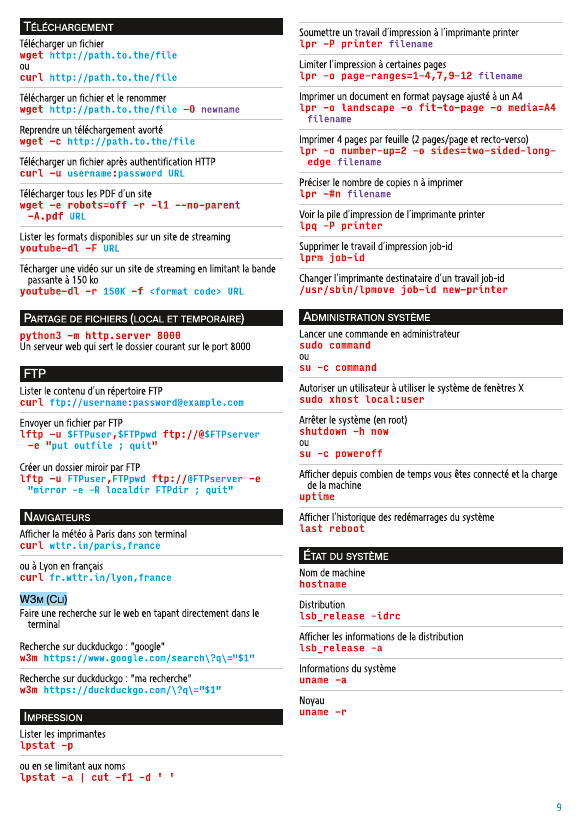 TÉLÉCHARGEMENT
Télécharger un fichier
wget http://path.to.the/file
ou
curl http://path.to.the/file
Télécharger un fichier et le renommer
wget http://path.to.the/file -O newname
Reprendre un téléchargement avorté
wget -c http://path.to.the/file
Télécharger un fichier après authentification HTTP
curl -u username:password URL
Télécharger tous les PDF d'un site
wget -e robots=off -r -l1 --no-parent
-A.pdf URL
Lister les formats disponibles sur un site de streaming
youtube-dl -F URL
Técharger une vidéo sur un site de streaming en limitant la bande
passante à 150 ko
youtube-dl -r 150K -f <format code> URL
PARTAGE DE FICHIERS (LOCAL ET TEMPORAIRE)
python3 -m http.server 8000
Un serveur web qui sert le dossier courant sur le port 8000
FTP
Lister le contenu d'un répertoire FTP
curl ftp://username:password@example.com
Envoyer un fichier par FTP
lftp -u $FTPuser,$FTPpwd ftp://@$FTPserver
-e "put outfile ; quit"
Créer un dossier miroir par FTP
lftp -u FTPuser,FTPpwd ftp://@FTPserver -e
"mirror -e -R localdir FTPdir ; quit"
NAVIGATEURS
Afficher la météo à Paris dans son terminal
curl wttr.in/paris,france
ou à Lyon en français
curl fr.wttr.in/lyon,france
W3M (CLI)
Faire une recherche sur le web en tapant directement dans le
terminal
Recherche sur duckduckgo : "google"
w3m https://www.google.com/search\?q\="$1"
Recherche sur duckduckgo : "ma recherche"
w3m https://duckduckgo.com/\?q\="$1"
IMPRESSION
Lister les imprimantes
lpstat -p
ou en se limitant aux noms
lpstat -a | cut -f1 -d ' '
Soumettre un travail d'impression à l'imprimante printer
lpr -P printer filename
Limiter l'impression à certaines pages
lpr -o page-ranges=1-4,7,9-12 filename
Imprimer un document en format paysage ajusté à un A4
lpr -o landscape -o fit-to-page -o media=A4
filename
Imprimer 4 pages par feuille (2 pages/page et recto-verso)
lpr -o number-up=2 -o sides=two-sided-long-
edge filename
Préciser le nombre de copies n à imprimer
lpr -#n filename
Voir la pile d'impression de l'imprimante printer
lpq -P printer
Supprimer le travail d'impression job-id
lprm job-id
Changer l'imprimante destinataire d'un travail job-id
/usr/sbin/lpmove job-id new-printer
ADMINISTRATION SYSTÈME
Lancer une commande en administrateur
sudo command
ou
su -c command
Autoriser un utilisateur à utiliser le système de fenètres X
sudo xhost local:user
Arrêter le système (en root)
shutdown -h now
ou
su -c poweroff
Afficher depuis combien de temps vous êtes connecté et la charge
de la machine
uptime
Afficher l'historique des redémarrages du système
last reboot
ÉTAT DU SYSTÈME
Nom de machine
hostname
Distribution
lsb_release -idrc
Afficher les informations de la distribution
lsb_release -a
Informations du système
uname -a
Noyau
uname -r
9